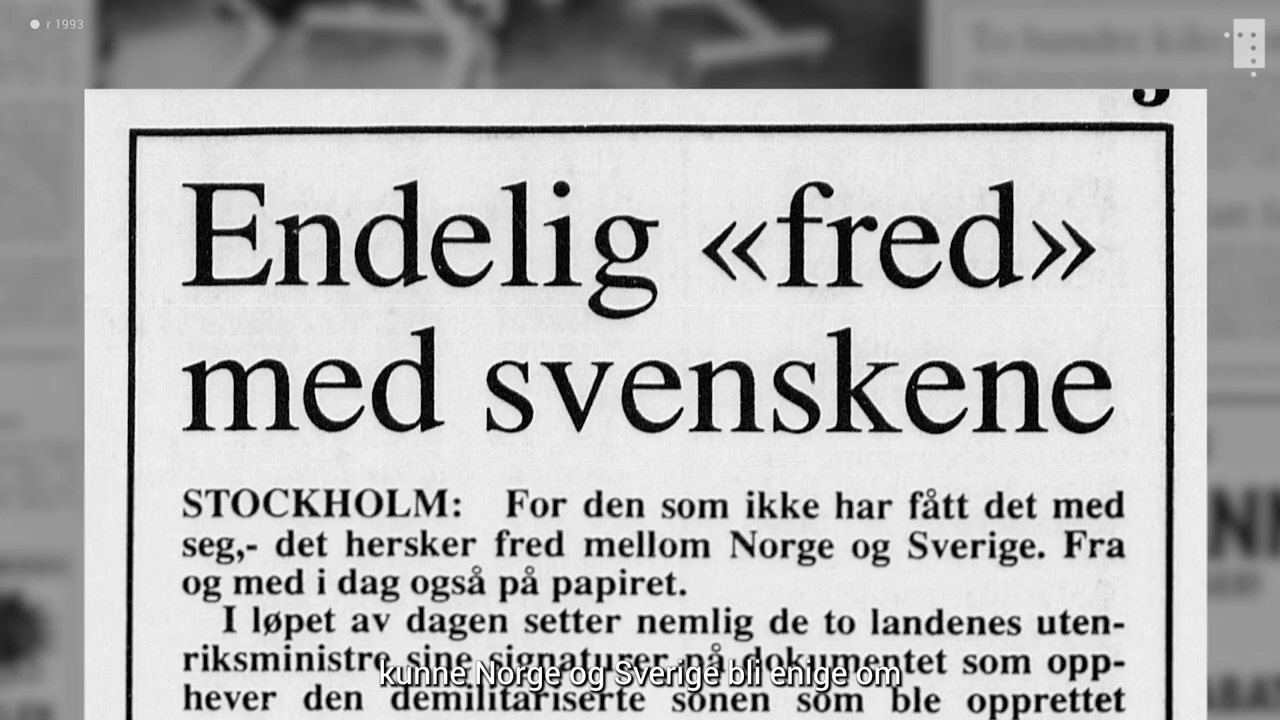 r 1993
Endelig «fred»
med svenskene
STOCKHOLM: For den som ikke har fått det med
seg,- det hersker fred mellom Norge og Sverige. Fra
og med i dag også på papiret.
I løpet av dagen setter nemlig de to landenes uten-
riksministre sine signaturer på dokumentet som opp-
kunne Norge og Sverige bli enige om
hever den demilitariserte sonen som ble opprettet